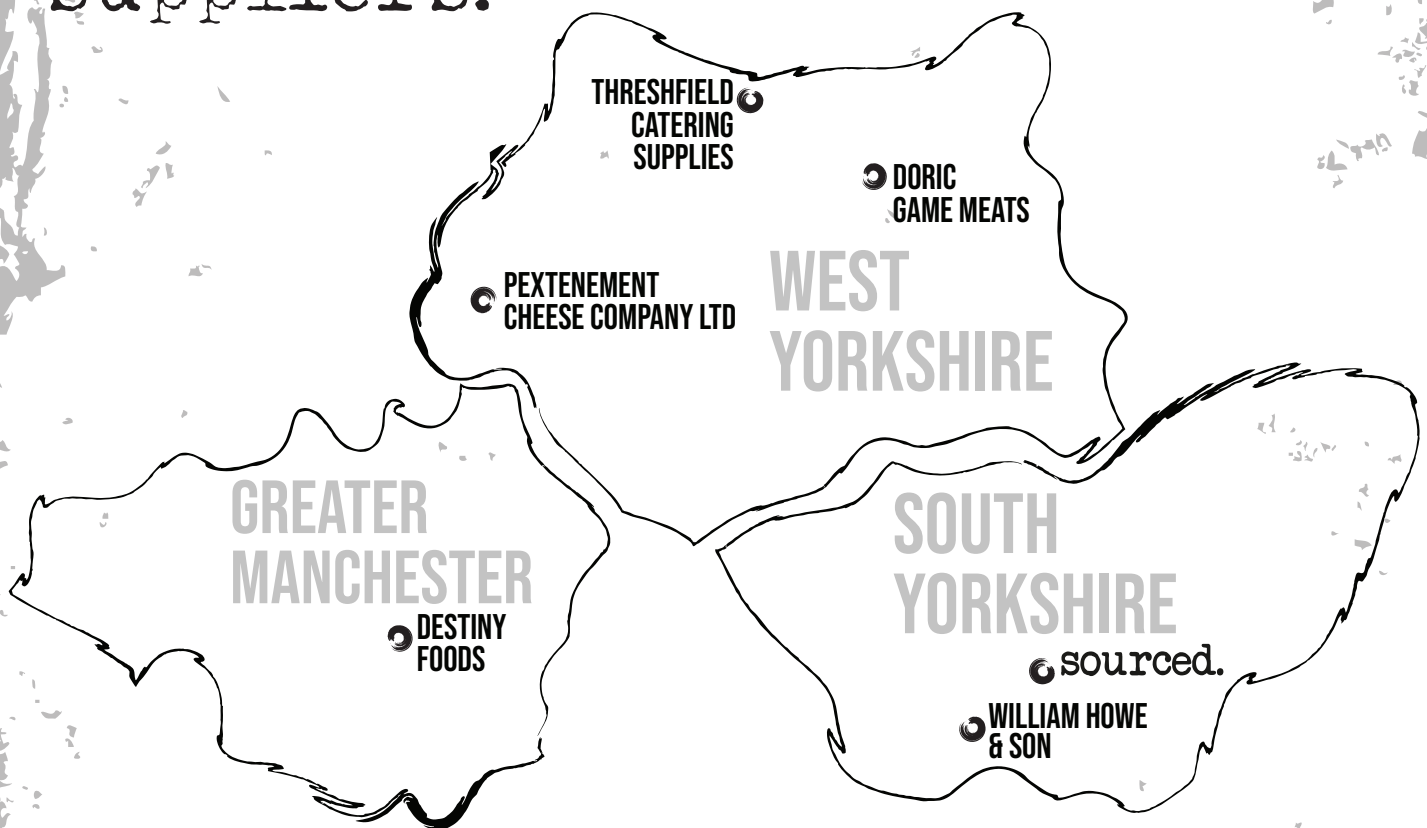 suppliers.
THRESHFIELD
CATERING
SUPPLIES
DORIC
GAME MEATS
PEXTENEMENT
CHEESE COMPANY LTD
WEST
YORKSHIRE
GREATER
MANCHESTER
DESTINY
FOODS
SOUTH
YORKSHIRE
sourced.
WILLIAM HOWE
& SON